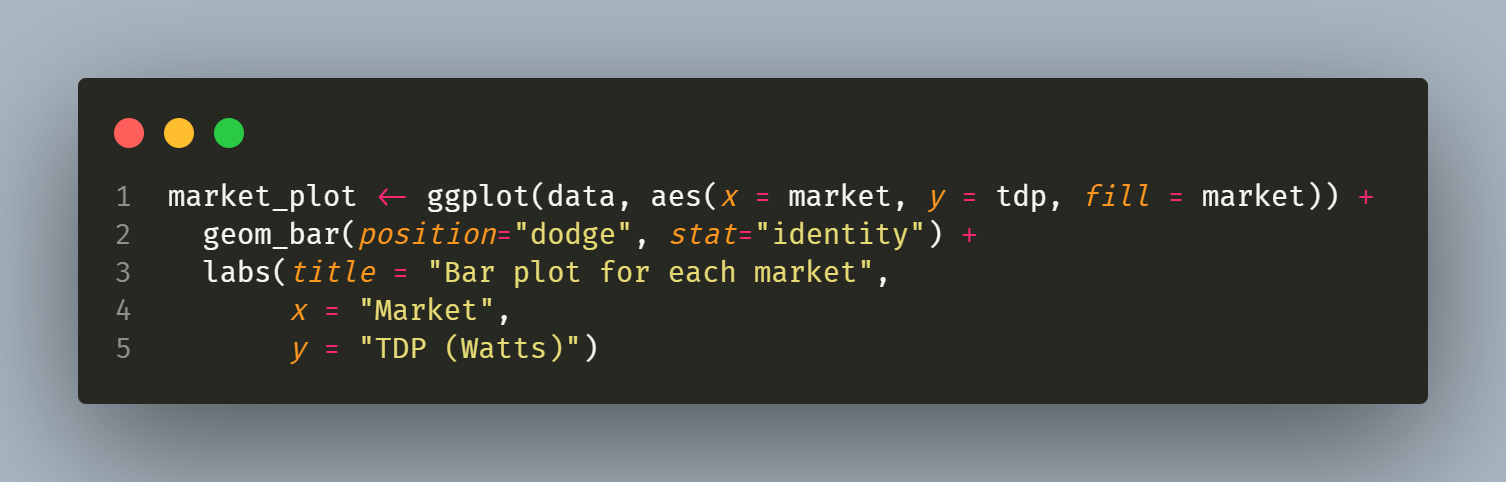 1 market_plot <- ggplot(data, aes(x = market, y = tdp, fill = market)) +
2   geom_bar(position="dodge", stat="identity") +
3   labs(title = "Bar plot for each market",
4        x = "Market",
5        y = "TDP (Watts)")